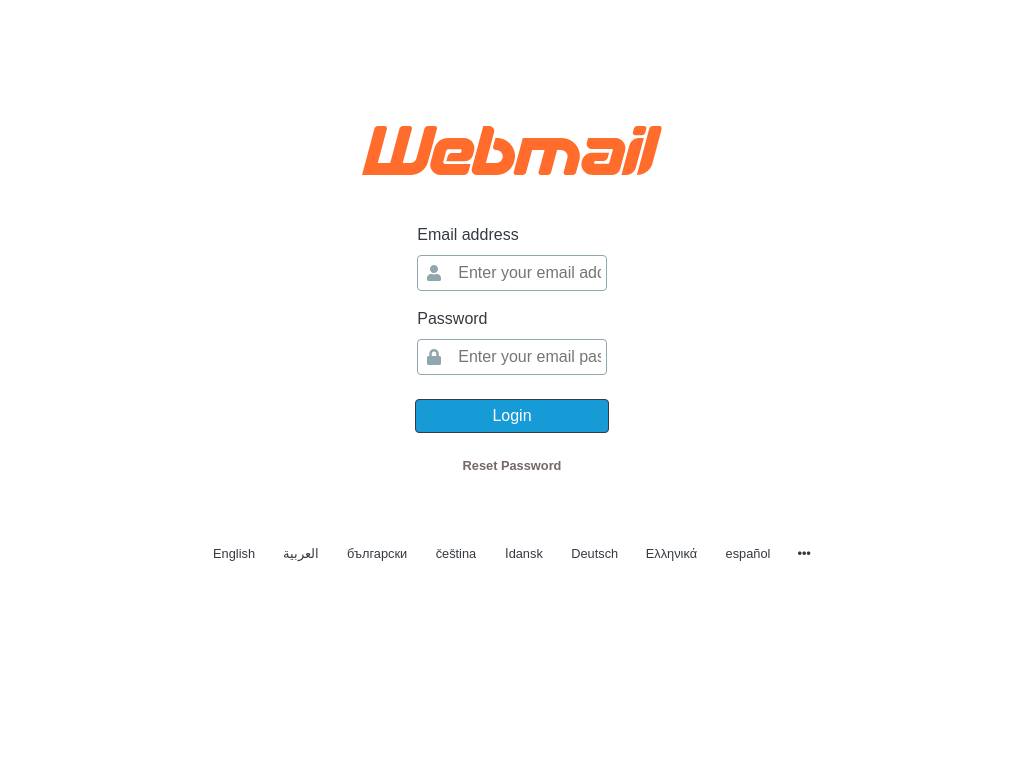 Webmail
Email address
Enter your email add
Password
Enter your email pas
Login
Reset Password
English العربية български čeština dansk Deutsch Ελληνικά español •••